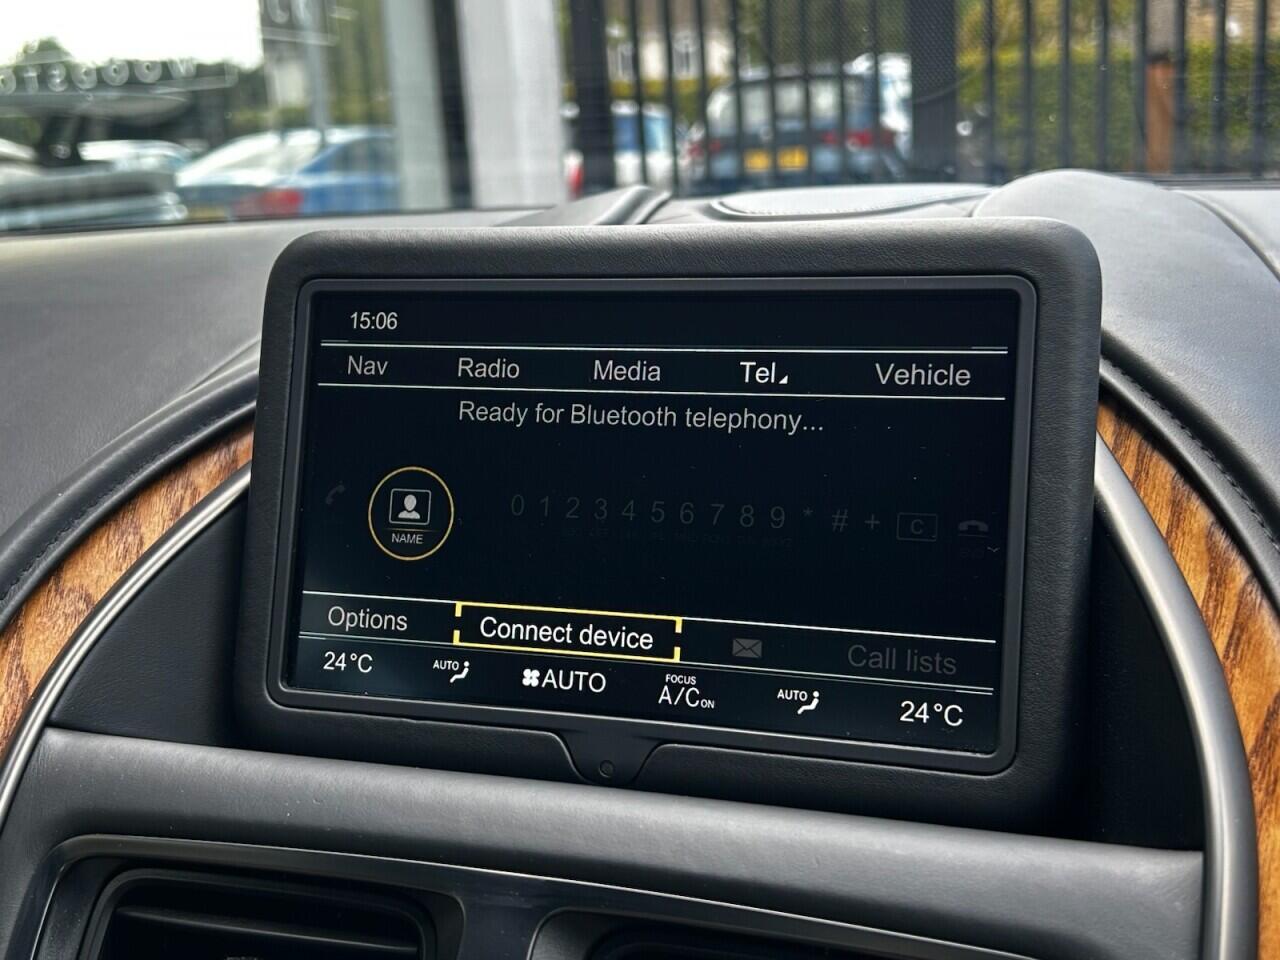 15:06
Nav Radio Media Tel Vehicle
Ready for Bluetooth telephony...
NAME
0 1 2 3 4 5 6 7 8 9 * # + C
Options Connect device Call lists
24°C AUTO AUTO FOCUS A/C ON AUTO 24°C